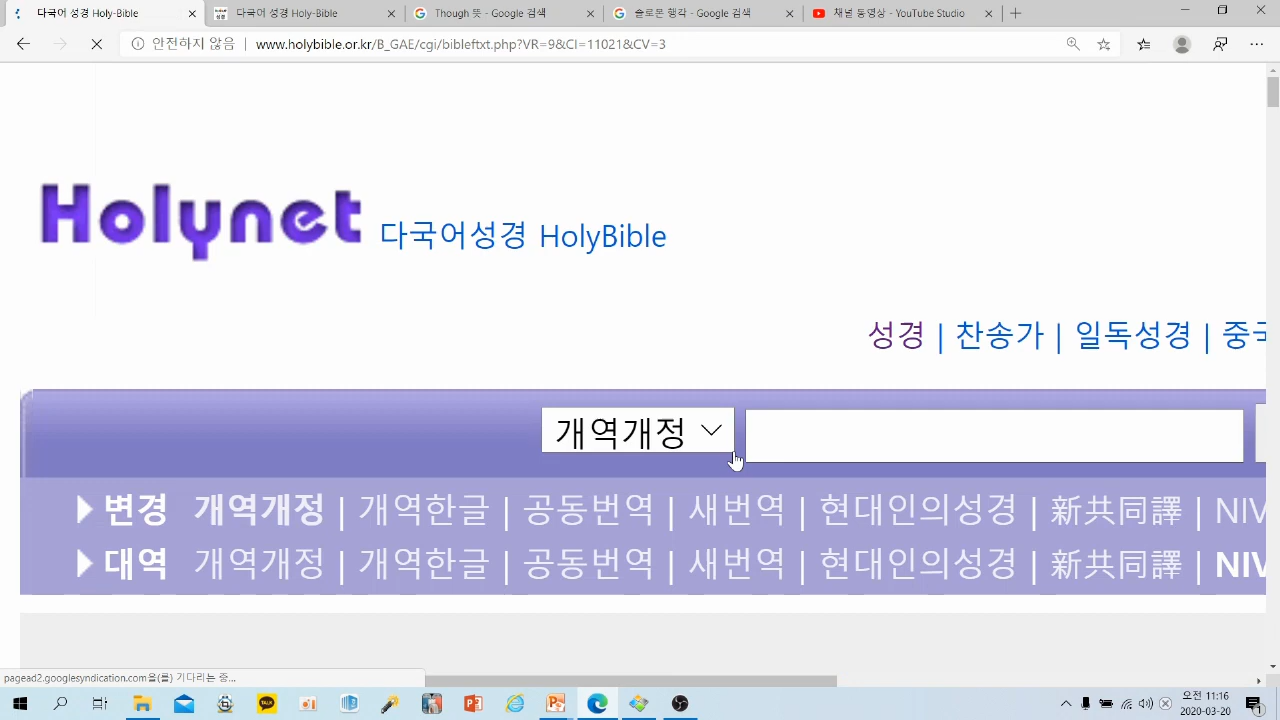 다국어 성경 Holy-Bible
다국어 성경 Holy-Bible
Though 뜻 - Google 검색
솔로몬 행각 - Google 검색
채널 동영상 - YouTube Studio
안전하지 않음 | www.holybible.or.kr/B_GAE/cgi/bibleftxt.php?VR=9&CI=11021&CV=3
Holynet 다국어성경 HolyBible
성경 | 찬송가 | 일독성경 | 중국
개역개정
변경 개역개정 | 개역한글 | 공동번역 | 새번역 | 현대인의성경 | 新共同譯 | NIV
대역 개역개정 | 개역한글 | 공동번역 | 새번역 | 현대인의성경 | 新共同譯 | NIV
pagead2.googlesyndication.com을(를) 기다리는 중...
오전 11:16
2020-03-20